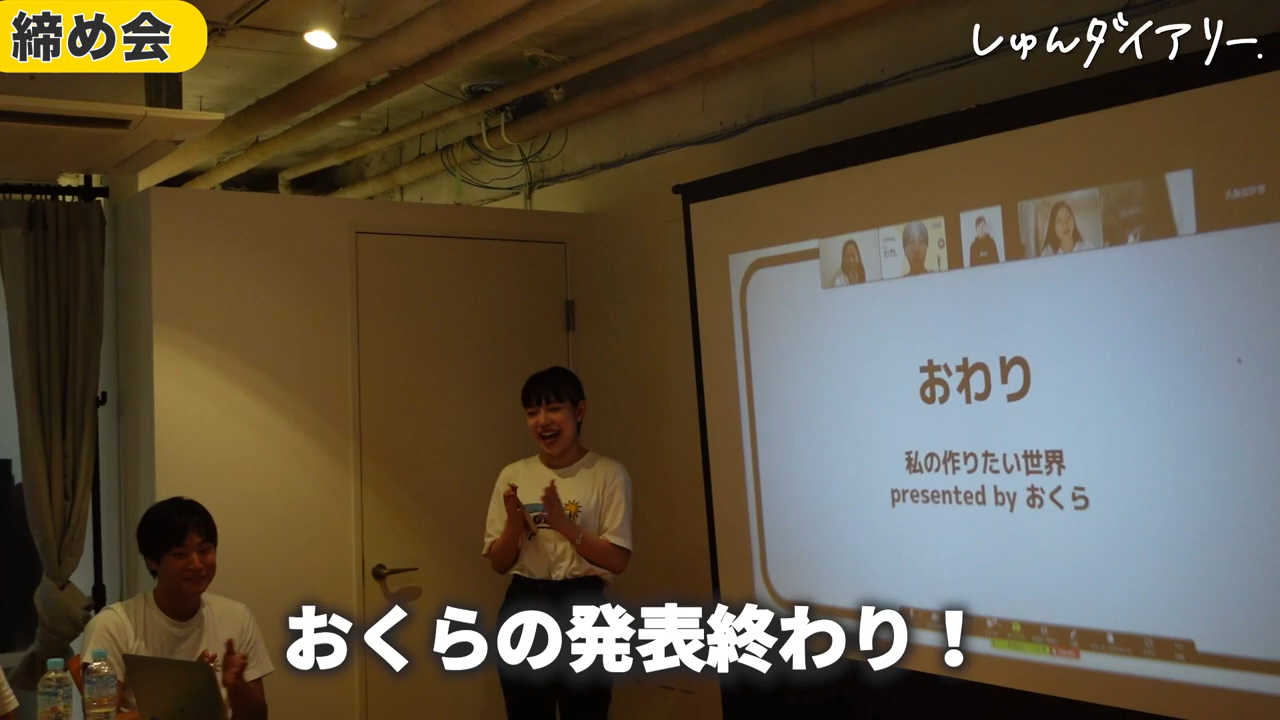 締め会
しゅんダイアリー.
おわり
私の作りたい世界
presented by おくら
おくらの発表終わり！